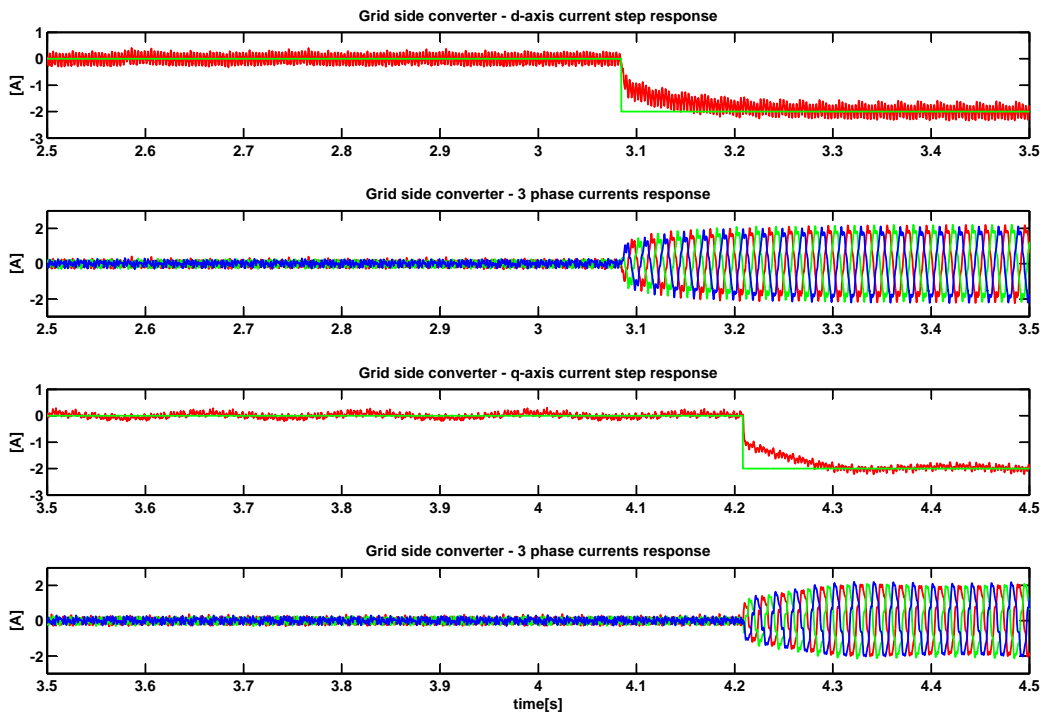 Grid side converter - d-axis current step response
1
0
-1
-2
-3
[A]
2.5 2.6 2.7 2.8 2.9 3 3.1 3.2 3.3 3.4 3.5
Grid side converter - 3 phase currents response
2
0
-2
[A]
2.5 2.6 2.7 2.8 2.9 3 3.1 3.2 3.3 3.4 3.5
Grid side converter - q-axis current step response
1
0
-1
-2
-3
[A]
3.5 3.6 3.7 3.8 3.9 4 4.1 4.2 4.3 4.4 4.5
Grid side converter - 3 phase currents response
2
0
-2
[A]
3.5 3.6 3.7 3.8 3.9 4 4.1 4.2 4.3 4.4 4.5
time[s]